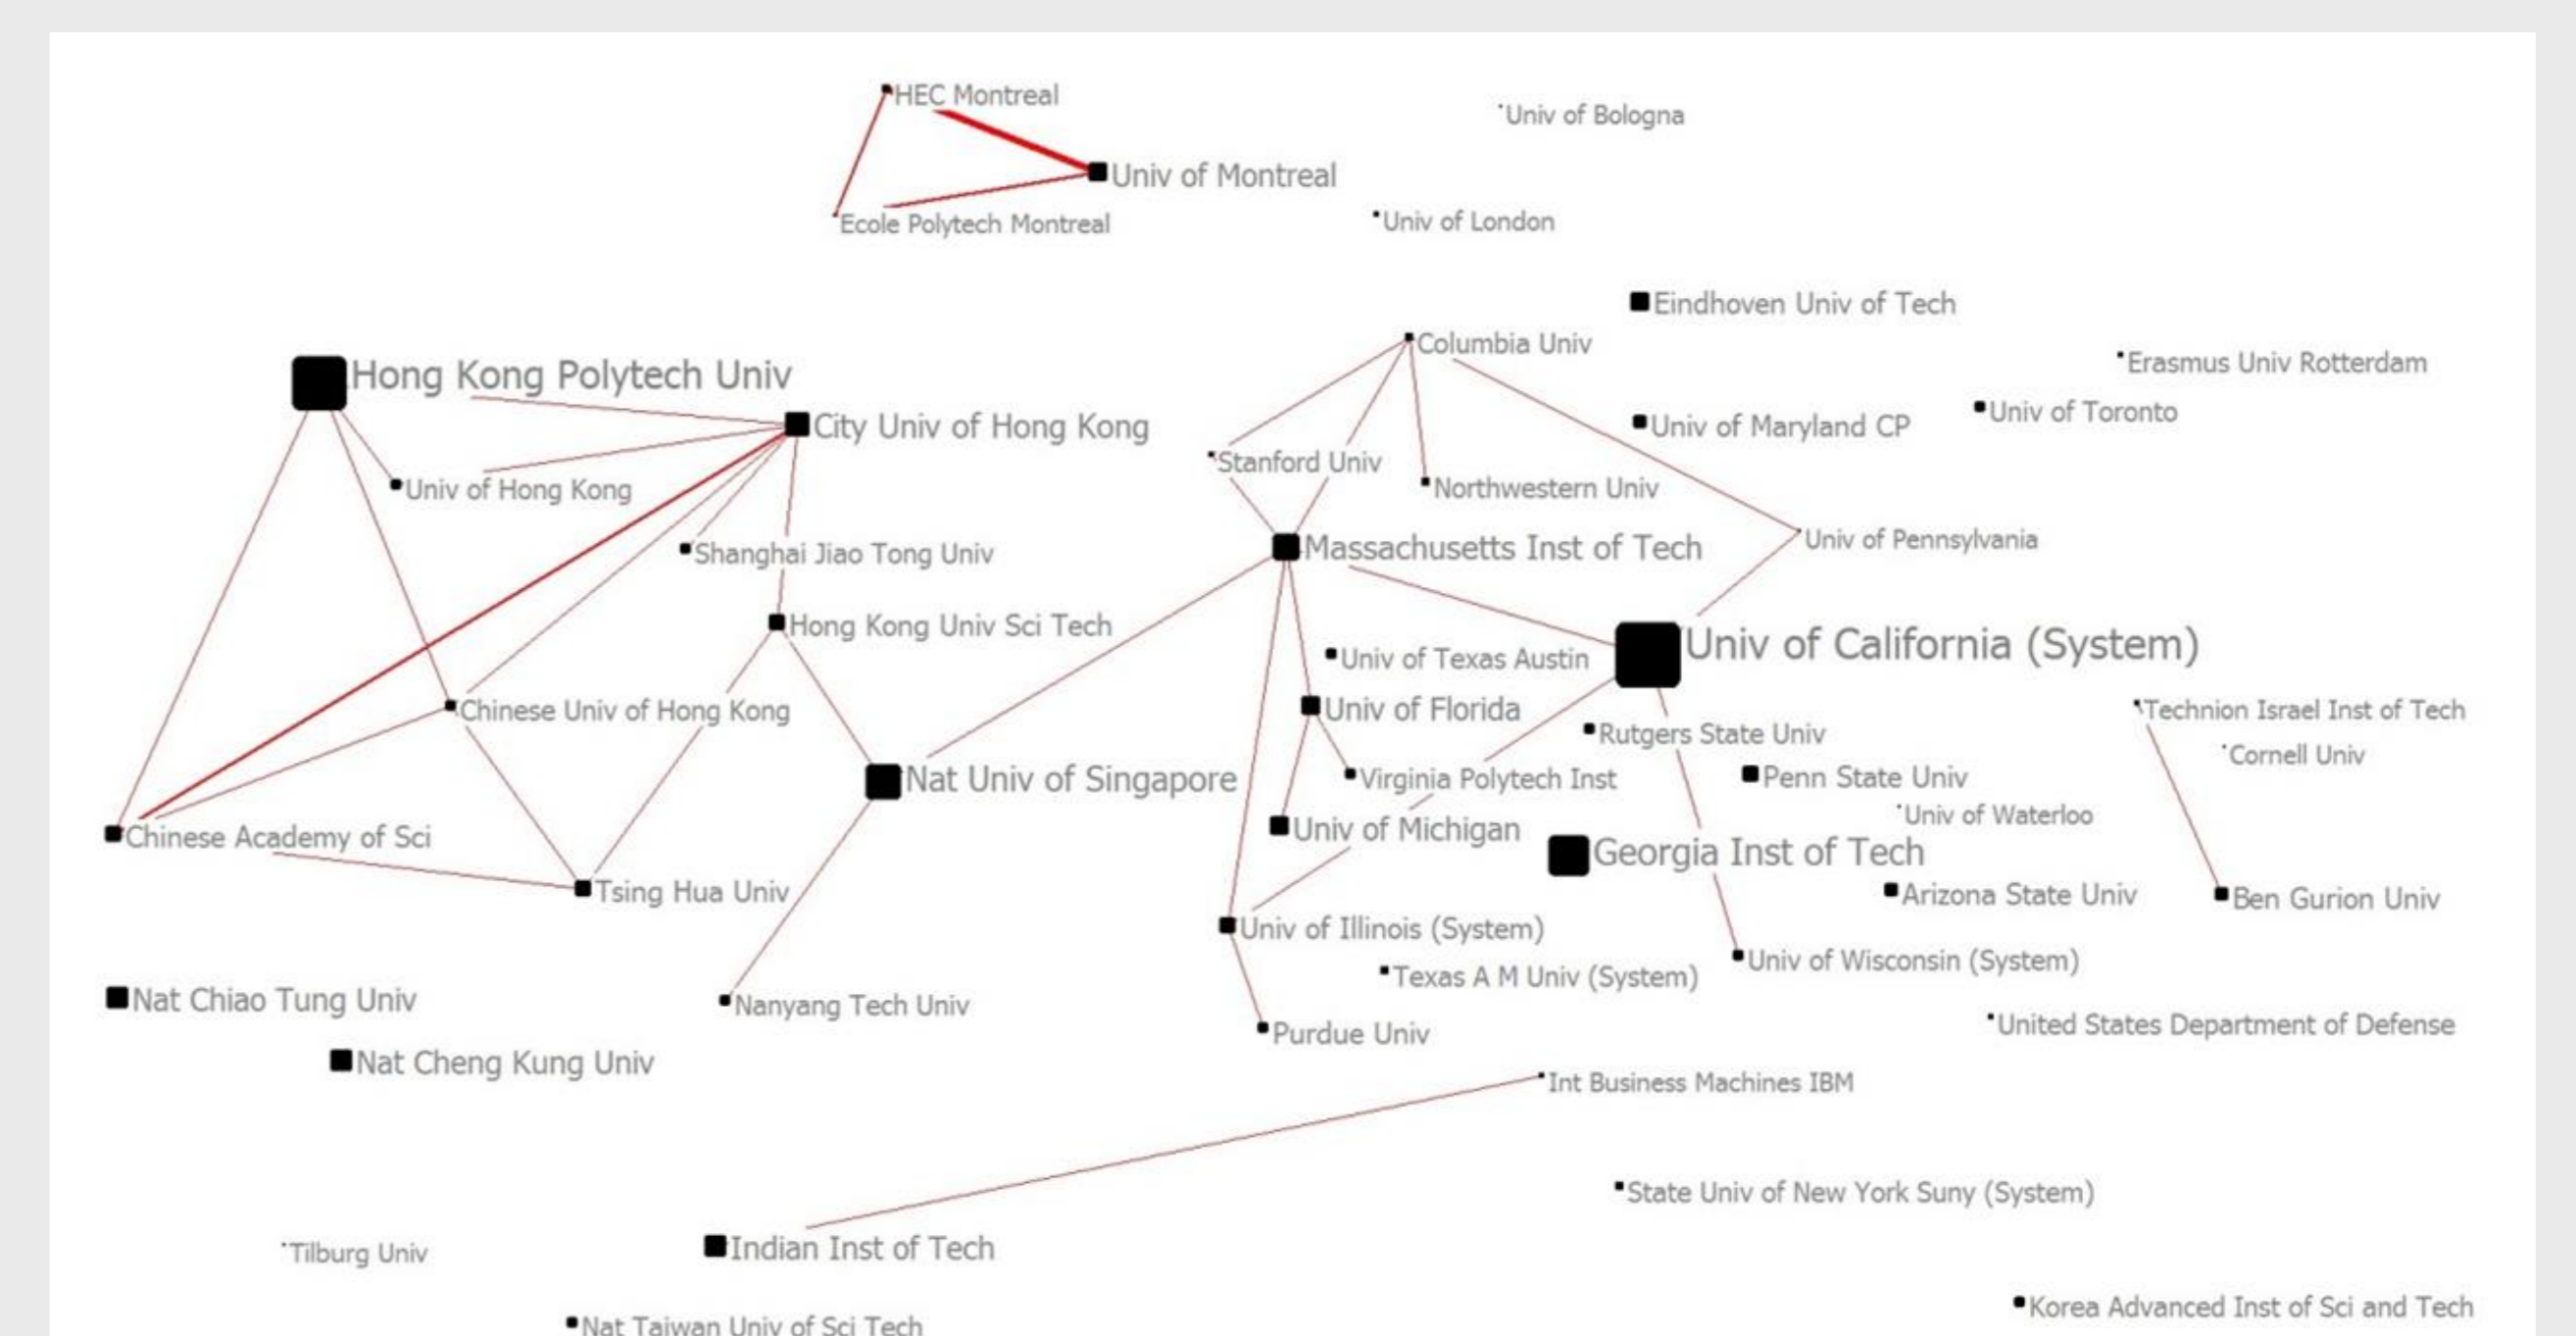 HEC Montreal
Univ of Bologna
Univ of Montreal
Ecole Polytech Montreal
Univ of London
Eindhoven Univ of Tech
Columbia Univ
Erasmus Univ Rotterdam
Hong Kong Polytech Univ
Univ of Toronto
City Univ of Hong Kong
Univ of Maryland CP
Stanford Univ
Univ of Hong Kong
Northwestern Univ
Shanghai Jiao Tong Univ
Massachusetts Inst of Tech
Univ of Pennsylvania
Hong Kong Univ Sci Tech
Univ of California (System)
Univ of Texas Austin
Chinese Univ of Hong Kong
Univ of Florida
Technion Israel Inst of Tech
Rutgers State Univ
Cornell Univ
Nat Univ of Singapore
Virginia Polytech Inst
Penn State Univ
Univ of Waterloo
Chinese Academy of Sci
Univ of Michigan
Georgia Inst of Tech
Tsing Hua Univ
Arizona State Univ
Ben Gurion Univ
Univ of Illinois (System)
Univ of Wisconsin (System)
Texas A M Univ (System)
Nat Chiao Tung Univ
Nanyang Tech Univ
United States Department of Defense
Purdue Univ
Nat Cheng Kung Univ
Int Business Machines IBM
State Univ of New York Suny (System)
Tilburg Univ
Indian Inst of Tech
Korea Advanced Inst of Sci and Tech
Nat Taiwan Univ of Sci Tech